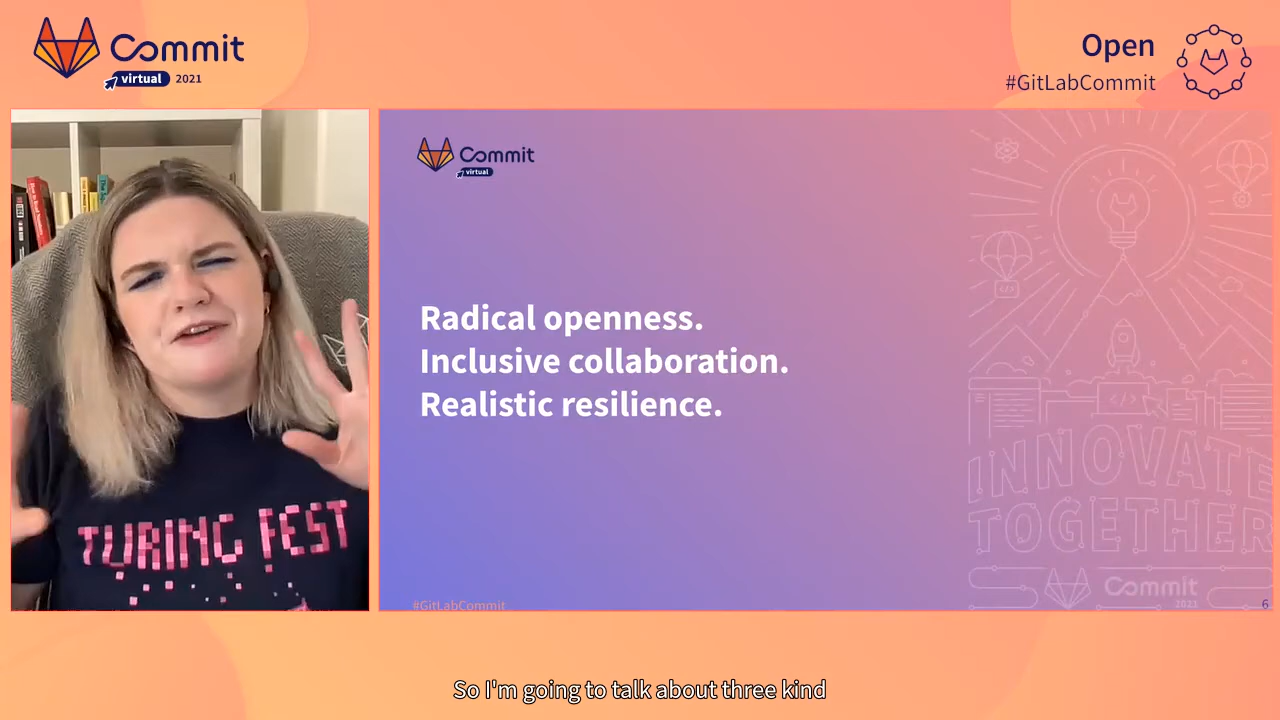 Commit
virtual 2021
Open
#GitLabCommit
Commit
virtual
Radical openness.
Inclusive collaboration.
Realistic resilience.
</>
</>
INNOVATE
TOGETHER
Commit
2021
#GitLabCommit
6
TURING FEST
So I'm going to talk about three kind